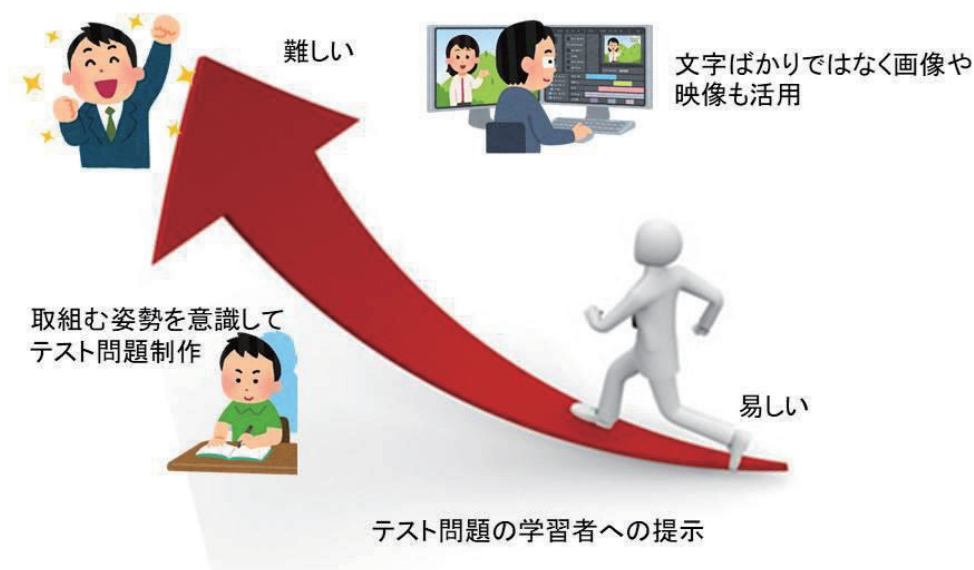 難しい
文字ばかりではなく画像や
映像も活用
取組む姿勢を意識して
テスト問題制作
易しい
テスト問題の学習者への提示